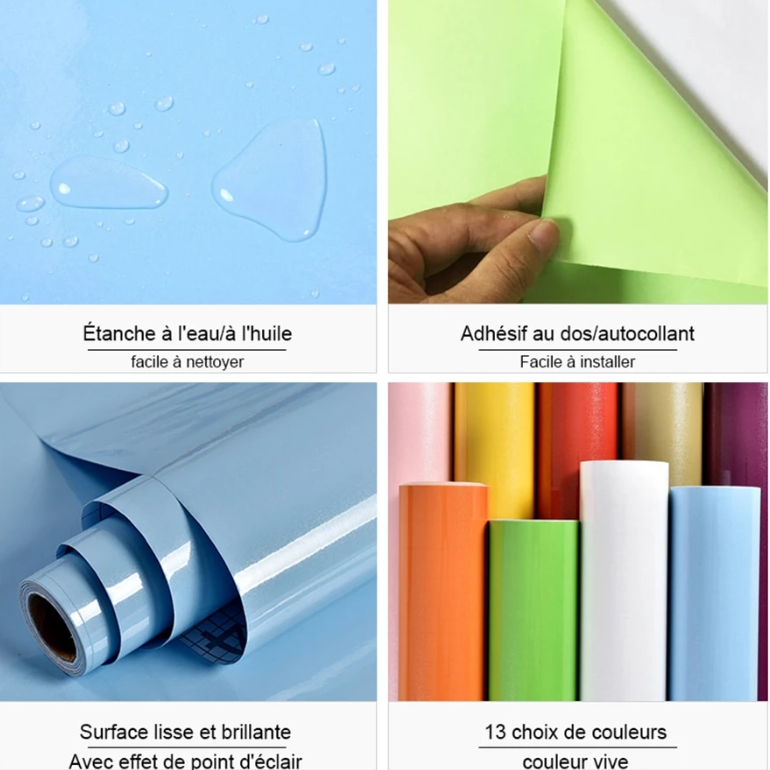 Étanche à l'eau/à l'huile
facile à nettoyer
Adhésif au dos/autocollant
Facile à installer
Surface lisse et brillante
Avec effet de point d'éclair
13 choix de couleurs
couleur vive